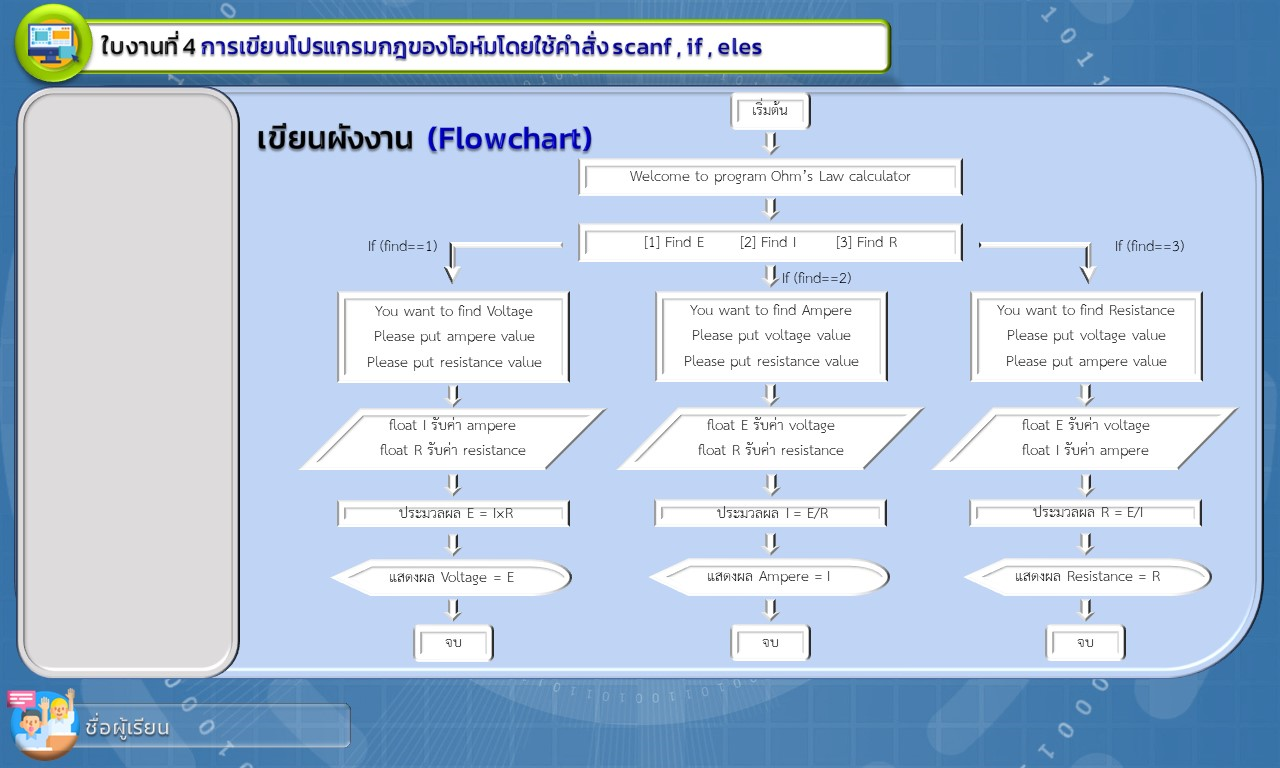 ใบงานที่ 4 การเขียนโปรแกรมกฎของโอห์มโดยใช้คำสั่ง scanf , if , eles
เขียนผังงาน (Flowchart)
เริ่มต้น
Welcome to program Ohm's Law calculator
[1] Find E [2] Find I [3] Find R
If (find==1)
If (find==2)
If (find==3)
You want to find Voltage
Please put ampere value
Please put resistance value
float I รับค่า ampere
float R รับค่า resistance
ประมวลผล E = I×R
แสดงผล Voltage = E
จบ
You want to find Ampere
Please put voltage value
Please put resistance value
float E รับค่า voltage
float R รับค่า resistance
ประมวลผล I = E/R
แสดงผล Ampere = I
จบ
You want to find Resistance
Please put voltage value
Please put ampere value
float E รับค่า voltage
float I รับค่า ampere
ประมวลผล R = E/I
แสดงผล Resistance = R
จบ
ชื่อผู้เรียน